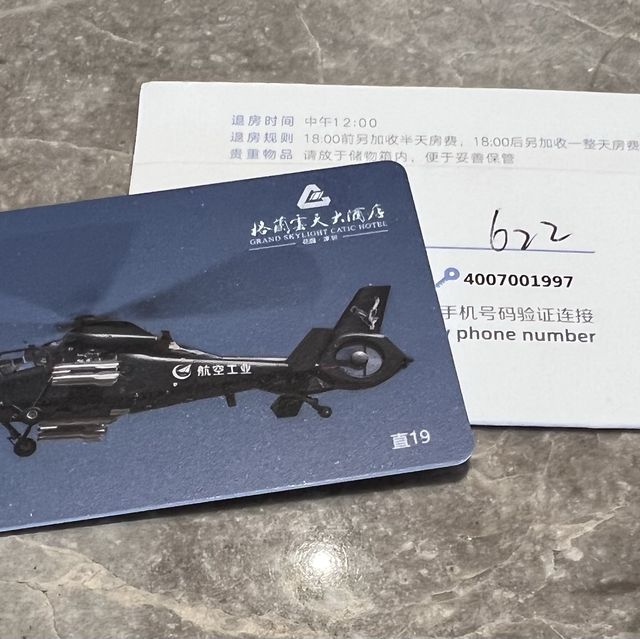 退房时间 中午12:00
退房规则 18:00前另加收半天房费，18:00后另加收一整天房费
贵重物品 请放于储物箱内，便于妥善保管
622
4007001997
手机号码验证连接
phone number
格蘭雲天大酒店
GRAND SKYLIGHT CATIC HOTEL
航空工业
直19